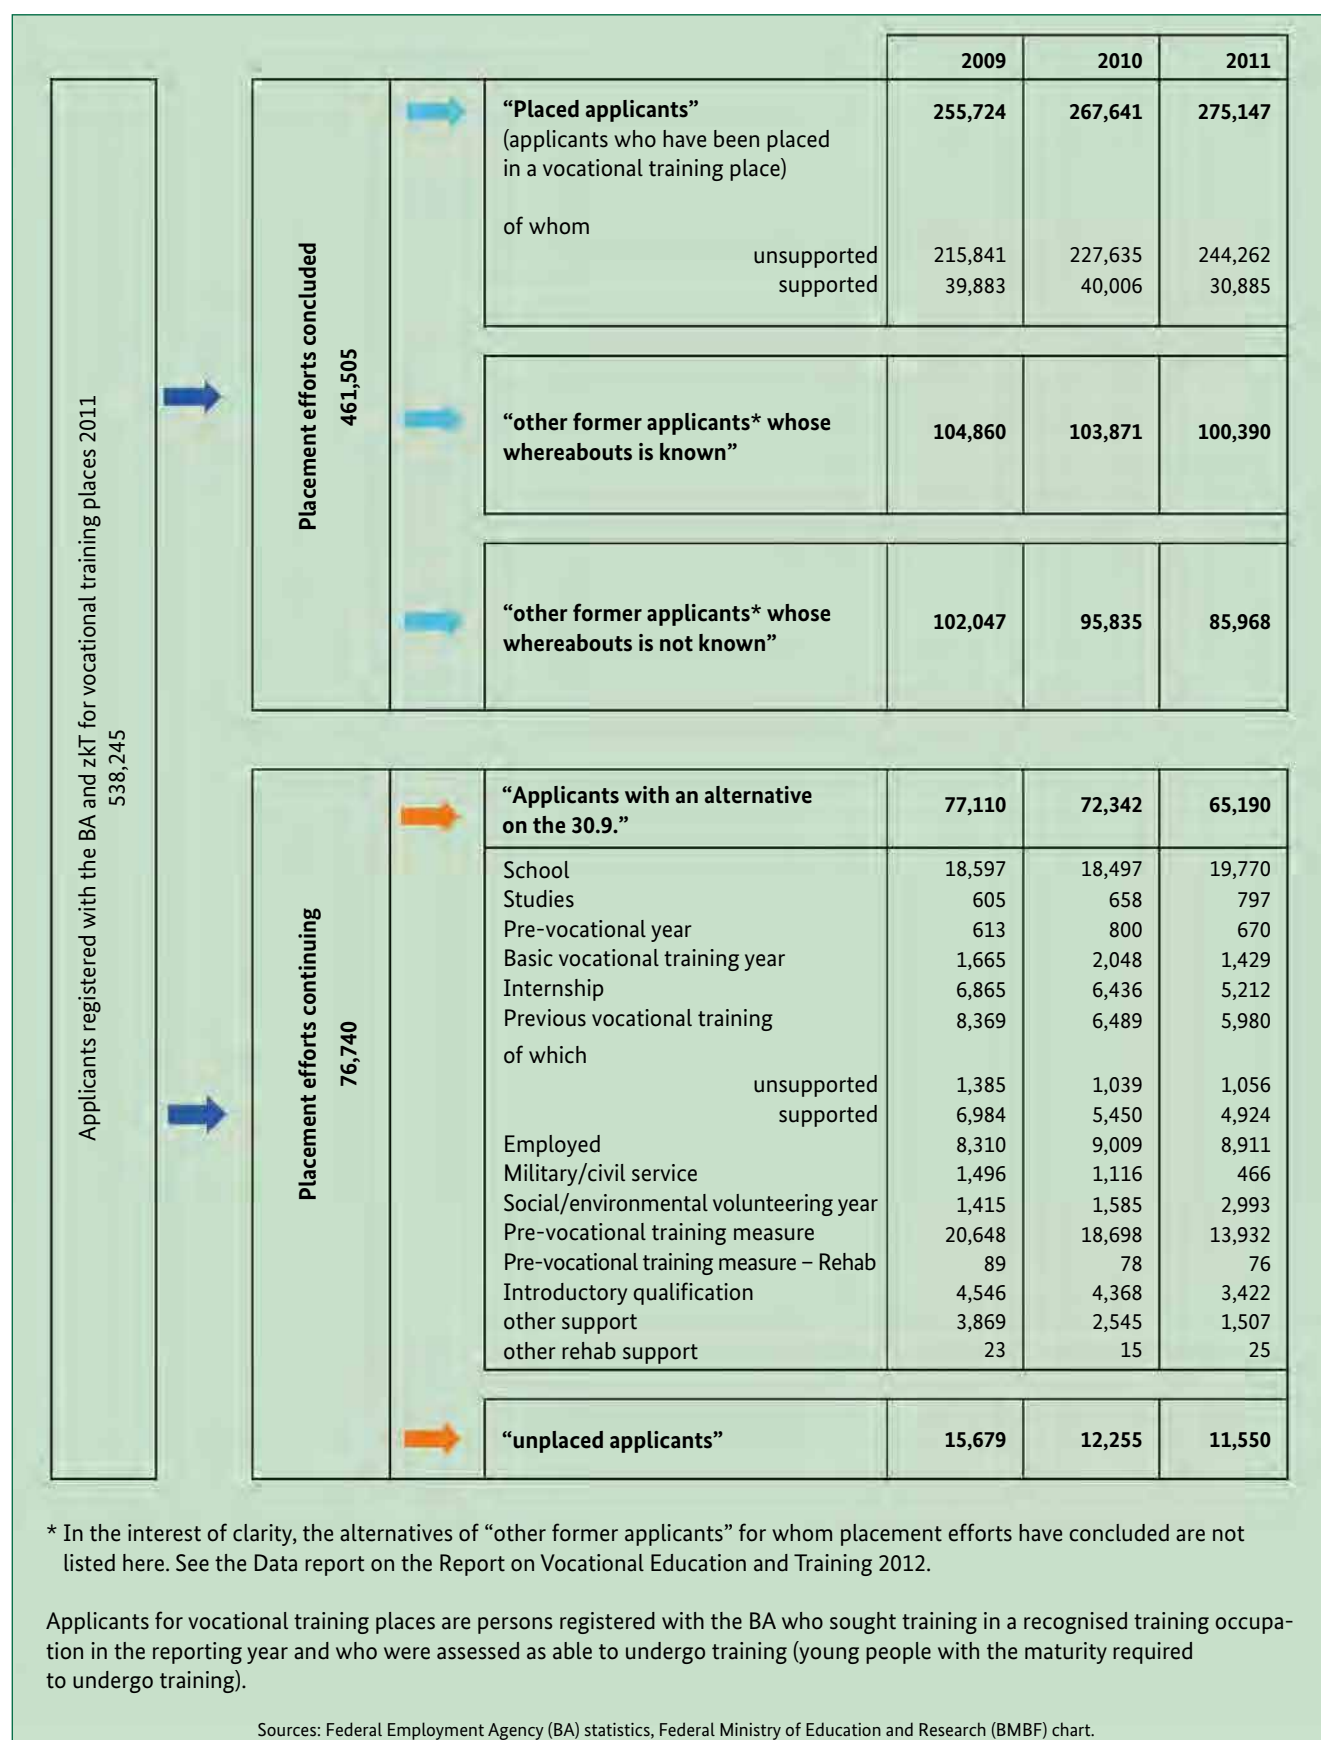 2009 2010 2011
Applicants registered with the BA and zkT for vocational training places 2011
538,245
Placement efforts concluded
461,505
“Placed applicants” 255,724 267,641 275,147
(applicants who have been placed
in a vocational training place)
of whom
unsupported 215,841 227,635 244,262
supported 39,883 40,006 30,885
“other former applicants* whose
whereabouts is known” 104,860 103,871 100,390
“other former applicants* whose
whereabouts is not known” 102,047 95,835 85,968
Placement efforts continuing
76,740
“Applicants with an alternative
on the 30.9.” 77,110 72,342 65,190
School 18,597 18,497 19,770
Studies 605 658 797
Pre-vocational year 613 800 670
Basic vocational training year 1,665 2,048 1,429
Internship 6,865 6,436 5,212
Previous vocational training 8,369 6,489 5,980
of which
unsupported 1,385 1,039 1,056
supported 6,984 5,450 4,924
Employed 8,310 9,009 8,911
Military/civil service 1,496 1,116 466
Social/environmental volunteering year 1,415 1,585 2,993
Pre-vocational training measure 20,648 18,698 13,932
Pre-vocational training measure – Rehab 89 78 76
Introductory qualification 4,546 4,368 3,422
other support 3,869 2,545 1,507
other rehab support 23 15 25
“unplaced applicants” 15,679 12,255 11,550
* In the interest of clarity, the alternatives of “other former applicants” for whom placement efforts have concluded are not
listed here. See the Data report on the Report on Vocational Education and Training 2012.
Applicants for vocational training places are persons registered with the BA who sought training in a recognised training occupa-
tion in the reporting year and who were assessed as able to undergo training (young people with the maturity required
to undergo training).
Sources: Federal Employment Agency (BA) statistics, Federal Ministry of Education and Research (BMBF) chart.